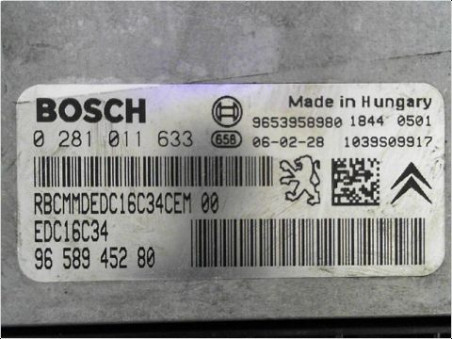 BOSCH
Made in Hungary
9653958980 1844 0501
0 281 011 633 658 06-02-28 1039S09917
RBCMMDEDC16C34CEM 00
EDC16C34
96 589 452 80